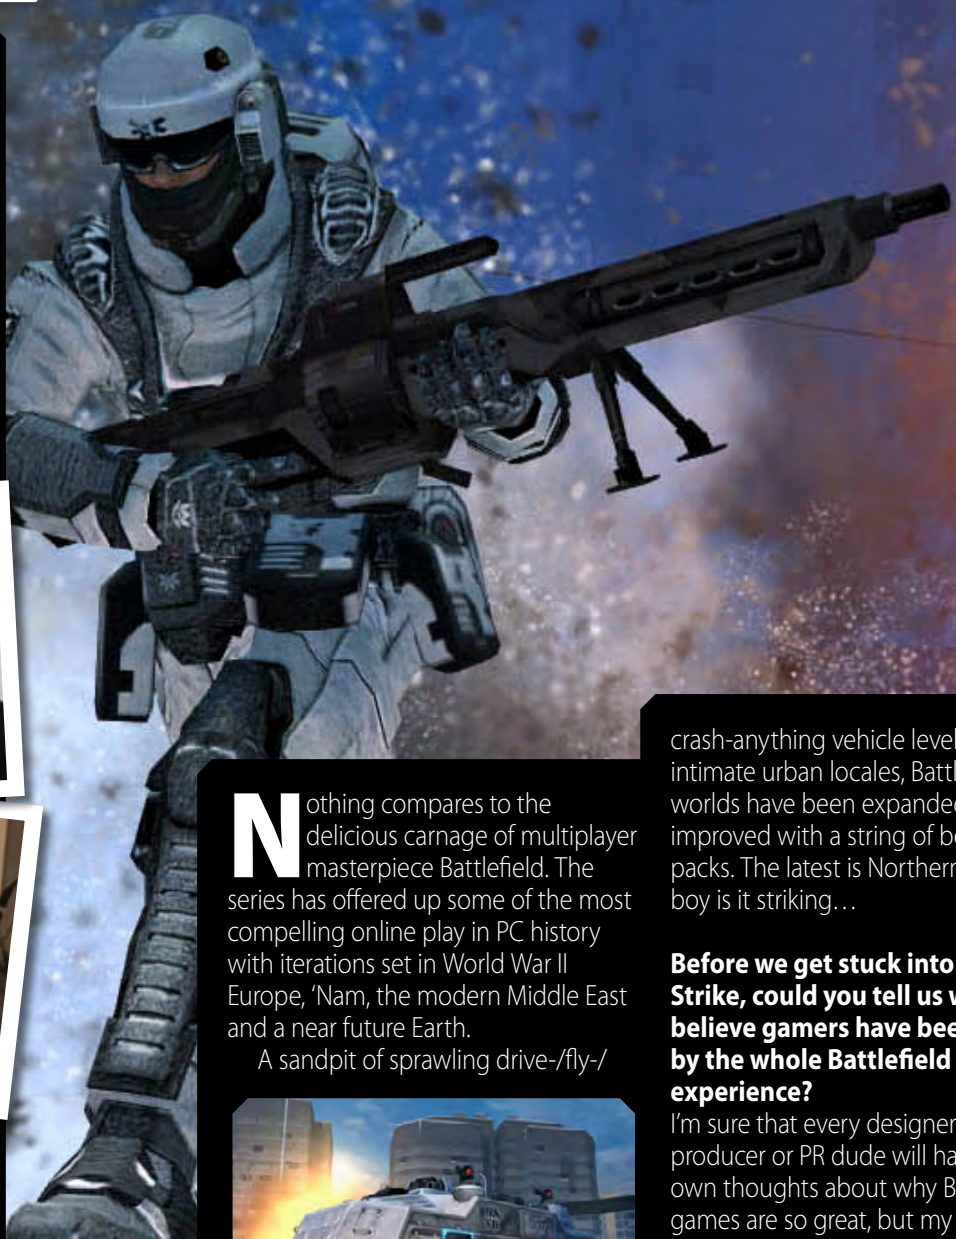 Nothing compares to the
delicious carnage of multiplayer
masterpiece Battlefield. The
series has offered up some of the most
compelling online play in PC history
with iterations set in World War II
Europe, ‘Nam, the modern Middle East
and a near future Earth.
A sandpit of sprawling drive-/fly-/
crash-anything vehicle level
intimate urban locales, Battl
worlds have been expanded
improved with a string of bo
packs. The latest is Northern
boy is it striking…
Before we get stuck into
Strike, could you tell us w
believe gamers have bee
by the whole Battlefield
experience?
I’m sure that every designer
producer or PR dude will ha
own thoughts about why B
games are so great, but my